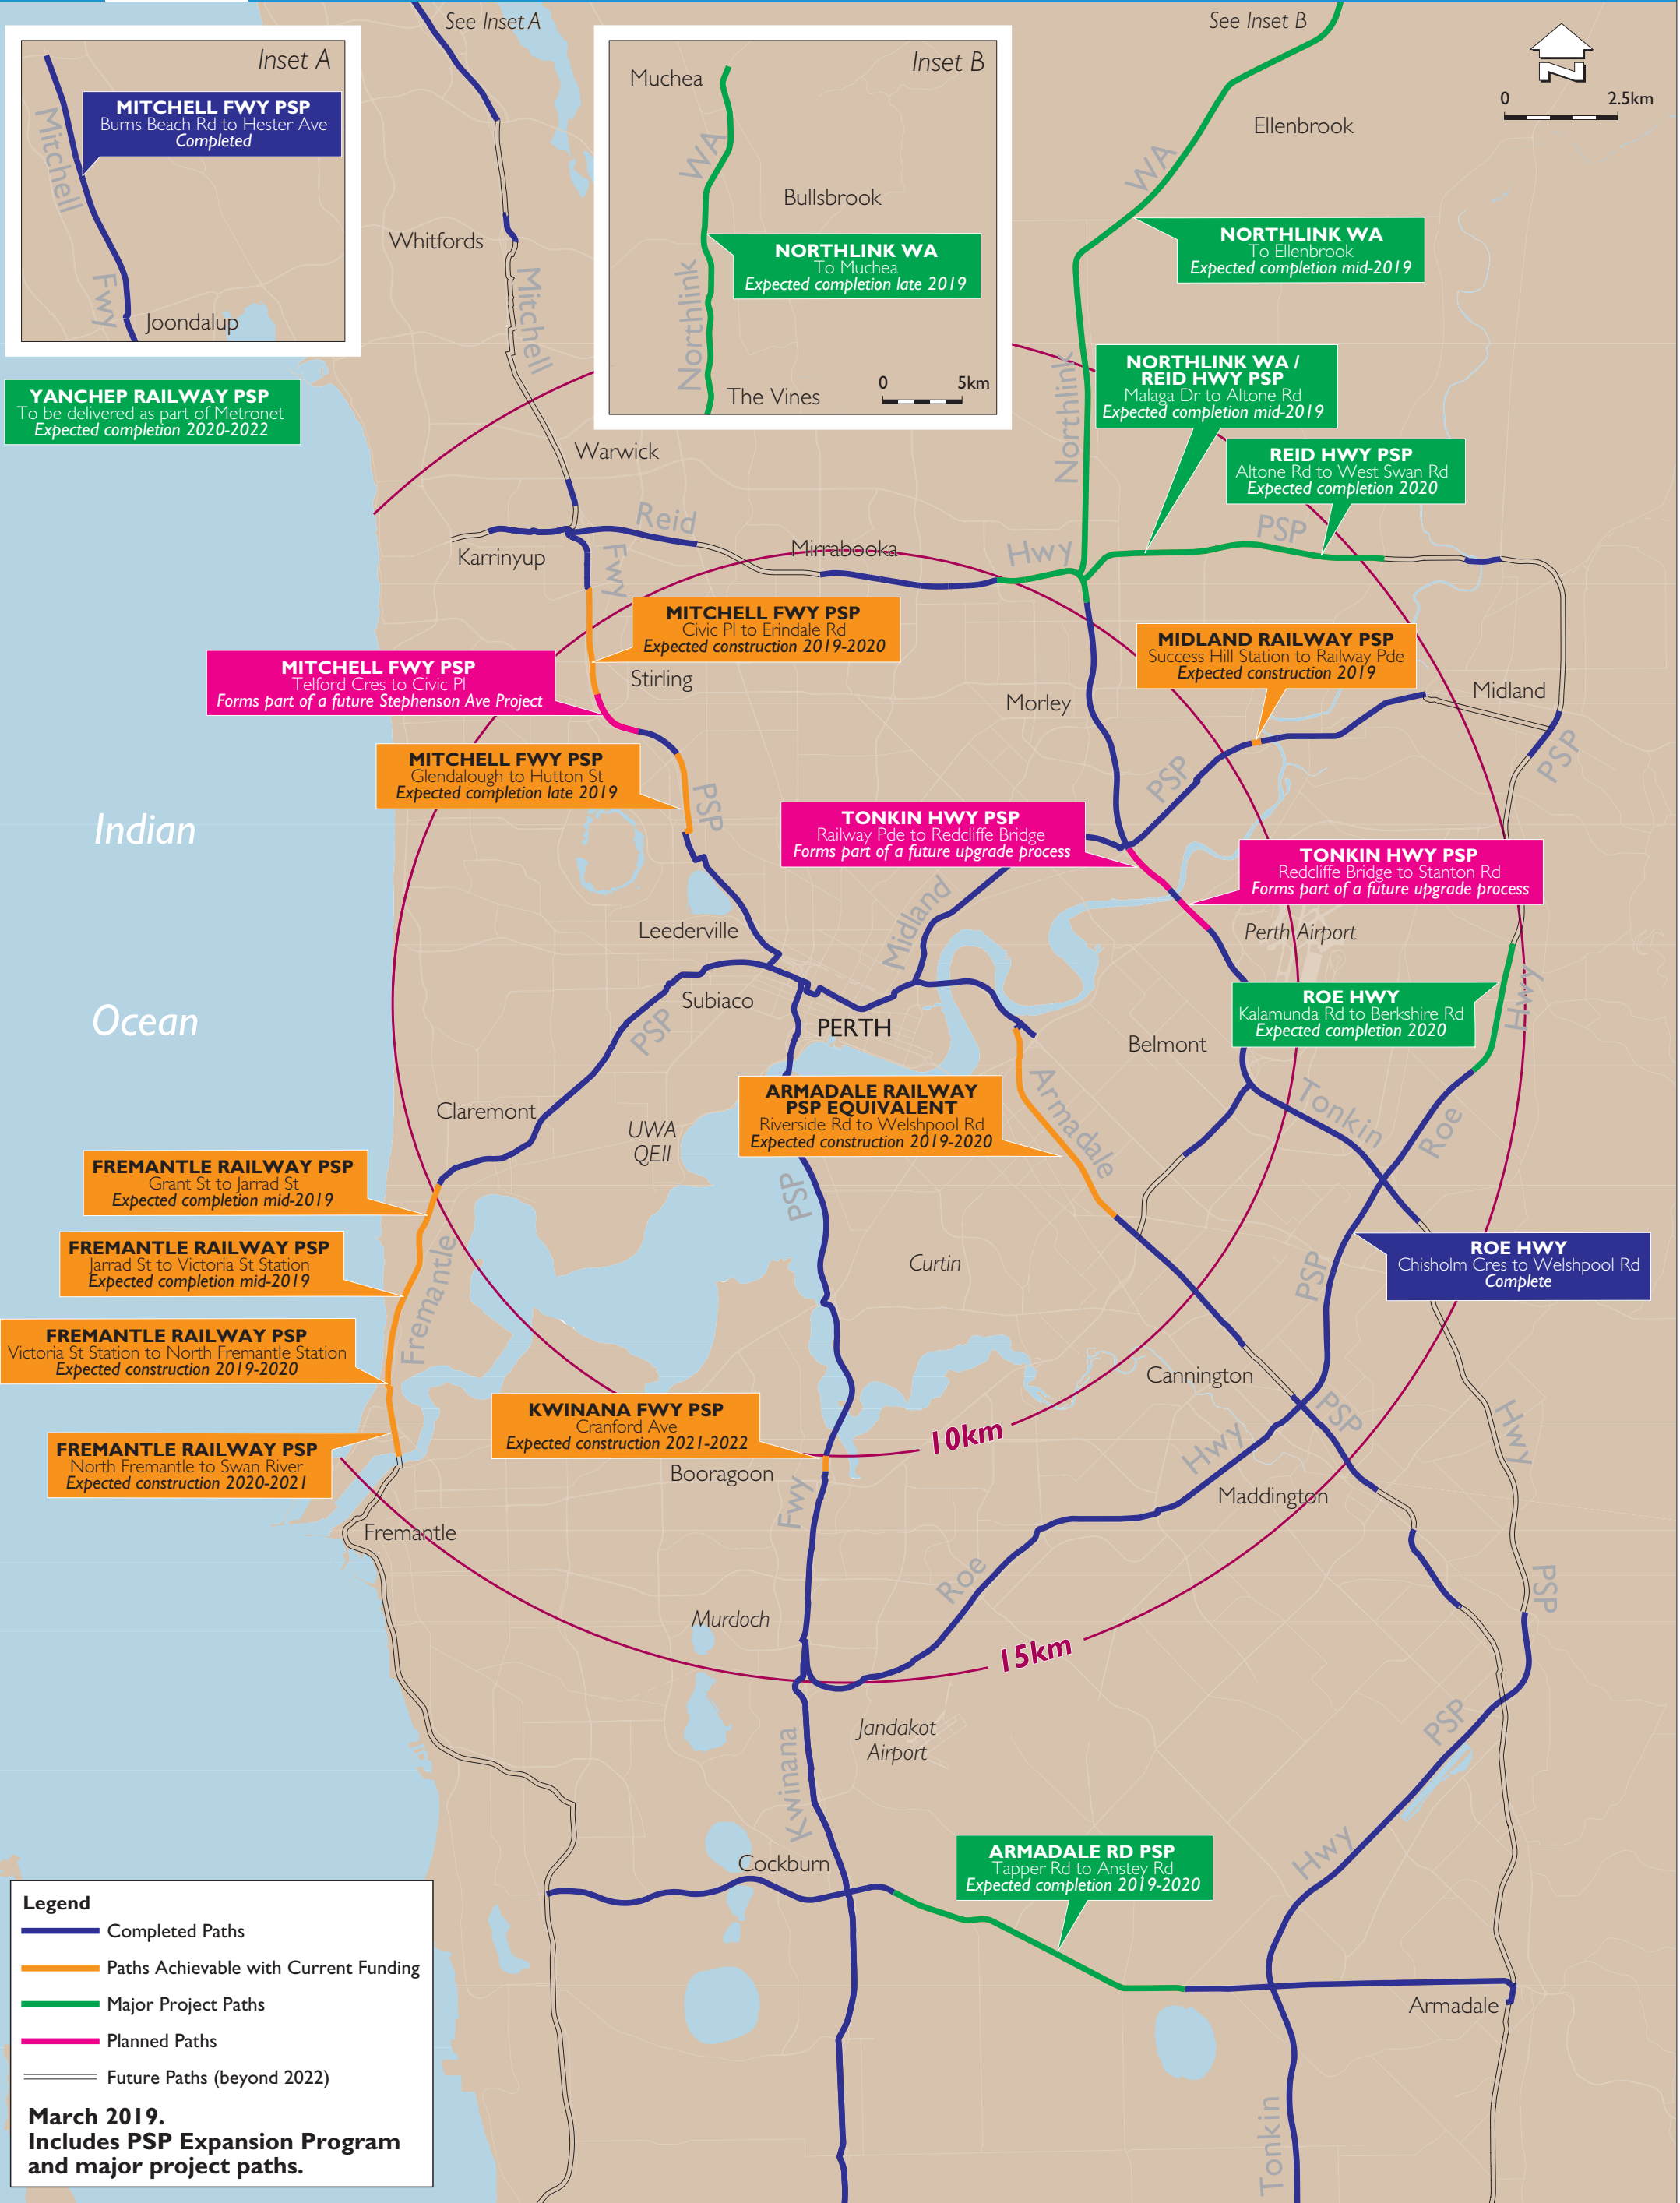 See Inset A
See Inset B
Inset A
MITCHELL FWY PSP
Burns Beach Rd to Hester Ave
Completed
Mitchell
Fwy
Joondalup
Inset B
Muchea
WA
Bullsbrook
NORTHLINK WA
To Muchea
Expected completion late 2019
Northlink
The Vines
0 5km
N
0 2.5km
Ellenbrook
WA
NORTHLINK WA
To Ellenbrook
Expected completion mid-2019
Whitfords
Mitchell
Northlink
NORTHLINK WA /
REID HWY PSP
Malaga Dr to Altone Rd
Expected completion mid-2019
YANCHEP RAILWAY PSP
To be delivered as part of Metronet
Expected completion 2020-2022
Warwick
REID HWY PSP
Altone Rd to West Swan Rd
Expected completion 2020
Reid
PSP
Karrinyup
Fwy
Mirrabooka
Hwy
MITCHELL FWY PSP
Civic Pl to Erindale Rd
Expected construction 2019-2020
MIDLAND RAILWAY PSP
Success Hill Station to Railway Pde
Expected construction 2019
MITCHELL FWY PSP
Telford Cres to Civic Pl
Forms part of a future Stephenson Ave Project
Stirling
Morley
Midland
PSP
MITCHELL FWY PSP
Glendalough to Hutton St
Expected completion late 2019
PSP
PSP
Indian
TONKIN HWY PSP
Railway Pde to Redcliffe Bridge
Forms part of a future upgrade process
TONKIN HWY PSP
Redcliffe Bridge to Stanton Rd
Forms part of a future upgrade process
Leederville
Midland
Perth Airport
Subiaco
Ocean
PSP
PERTH
ROE HWY
Kalamunda Rd to Berkshire Rd
Expected completion 2020
Hwy
Belmont
Claremont
UWA
QEII
ARMADALE RAILWAY
PSP EQUIVALENT
Riverside Rd to Welshpool Rd
Expected construction 2019-2020
Armadale
Tonkin
Roe
FREMANTLE RAILWAY PSP
Grant St to Jarrad St
Expected completion mid-2019
PSP
FREMANTLE RAILWAY PSP
Jarrad St to Victoria St Station
Expected completion mid-2019
Fremantle
Curtin
PSP
ROE HWY
Chisholm Cres to Welshpool Rd
Complete
FREMANTLE RAILWAY PSP
Victoria St Station to North Fremantle Station
Expected construction 2019-2020
Cannington
KWINANA FWY PSP
Cranford Ave
Expected construction 2021-2022
10km
PSP
Hwy
Hwy
FREMANTLE RAILWAY PSP
North Fremantle to Swan River
Expected construction 2020-2021
Booragoon
Fwy
Maddington
Fremantle
Roe
PSP
Murdoch
15km
Jandakot
Airport
PSP
Kwinana
Hwy
Cockburn
ARMADALE RD PSP
Tapper Rd to Anstey Rd
Expected completion 2019-2020
Armadale
Tonkin
Legend
Completed Paths
Paths Achievable with Current Funding
Major Project Paths
Planned Paths
Future Paths (beyond 2022)
March 2019.
Includes PSP Expansion Program
and major project paths.